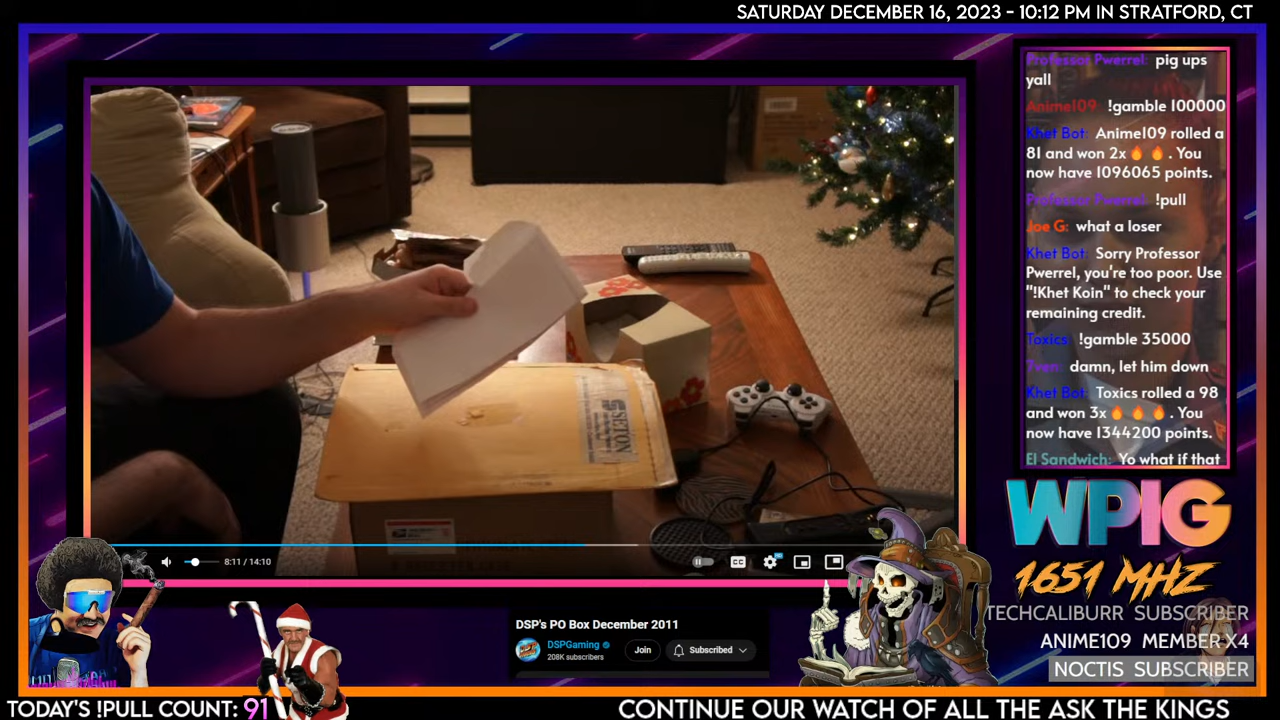 SATURDAY DECEMBER 16, 2023 - 10:12 PM IN STRATFORD, CT
Professor Pwerrel: pig ups
yall
Anime109: !gamble 100000
Khet Bot: Anime109 rolled a
81 and won 2x🔥🔥. You
now have 1096065 points.
Professor Pwerrel: !pull
Joe G: what a loser
Khet Bot: Sorry Professor
Pwerrel, you're too poor. Use
"!Khet Koin" to check your
remaining credit.
Toxics: !gamble 35000
7ven: damn, let him down
Khet Bot: Toxics rolled a 98
and won 3x🔥🔥🔥. You
now have 1344200 points.
El Sandwich: Yo what if that
SETON
8:11 / 14:10
CC
HD
WPIG
1651 MHZ
TECHCALIBURR SUBSCRIBER
ANIME109 MEMBER X4
NOCTIS SUBSCRIBER
DSP's PO Box December 2011
DSPGaming
208K subscribers
Join
Subscribed
TODAY'S !PULL COUNT: 91
CONTINUE OUR WATCH OF ALL THE ASK THE KINGS